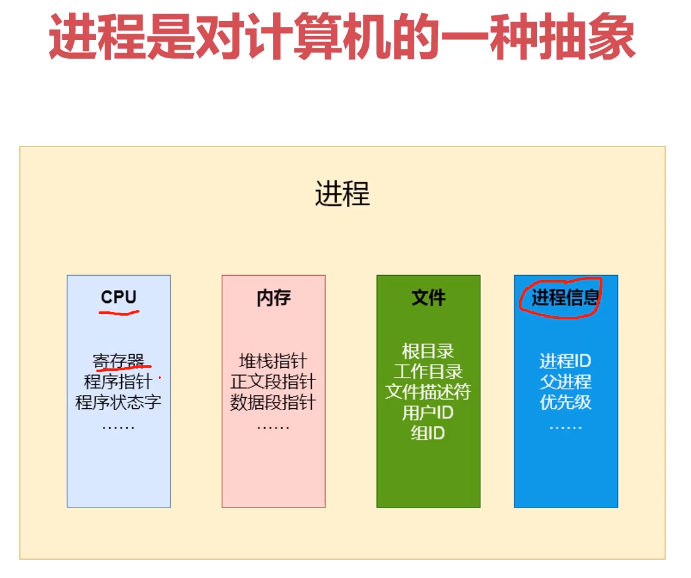 进程是对计算机的一种抽象
进程
CPU
寄存器
程序指针
程序状态字
……
内存
堆栈指针
正文段指针
数据段指针
……
文件
根目录
工作目录
文件描述符
用户ID
组ID
进程信息
进程ID
父进程
优先级
……